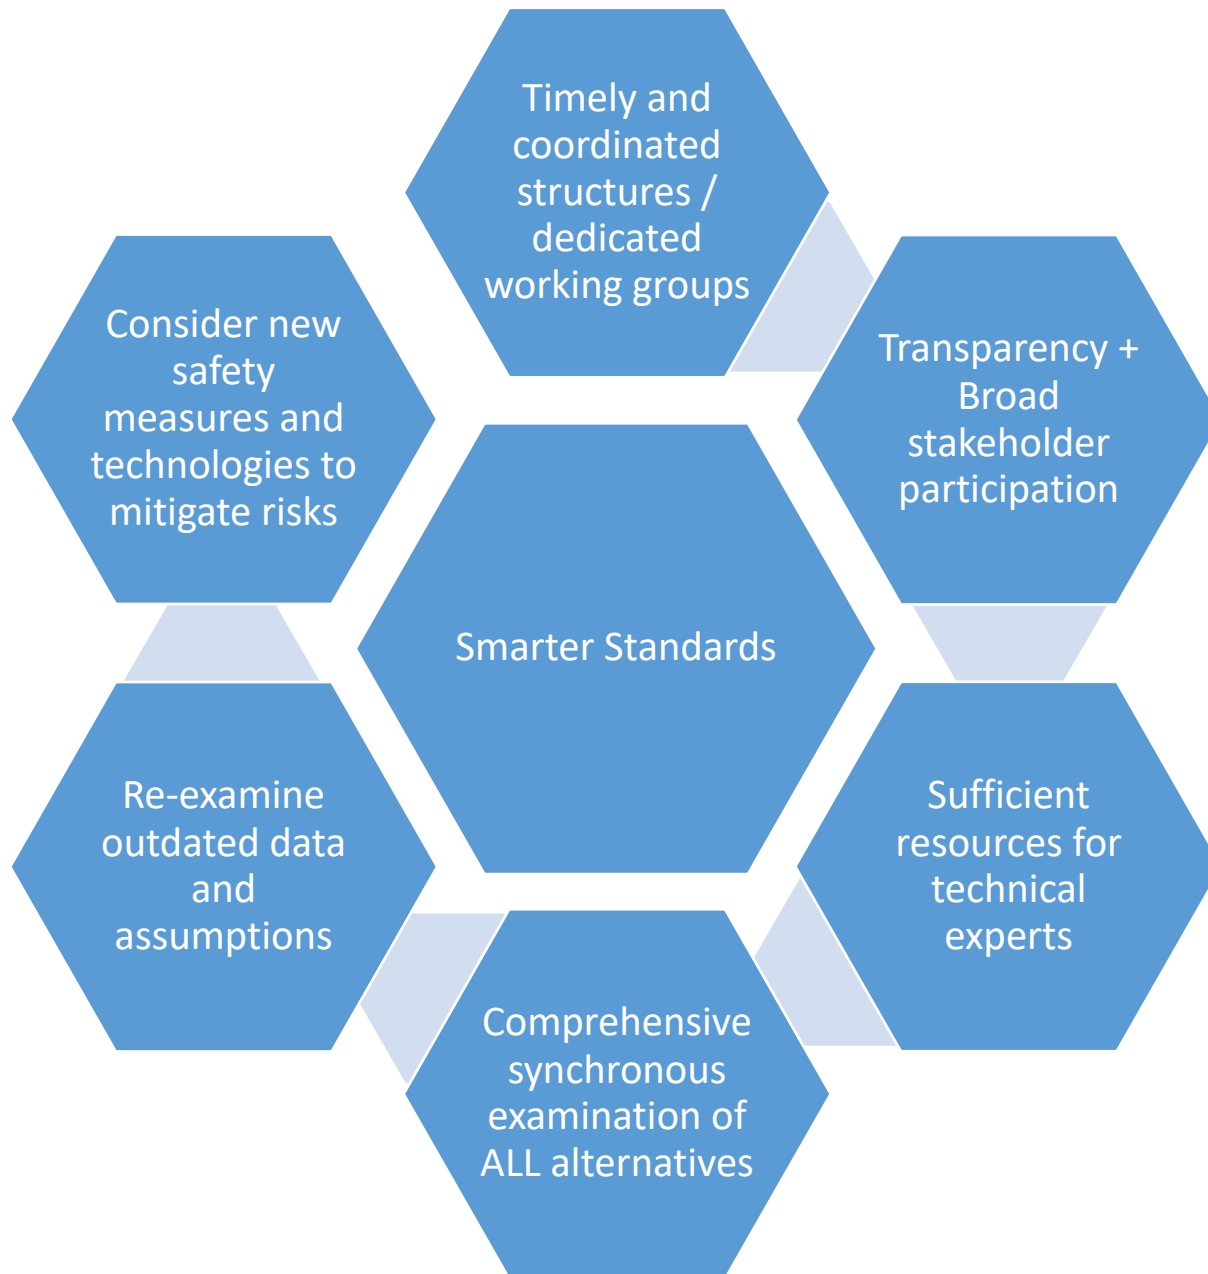 Timely and
coordinated
structures /
dedicated
working groups
Transparency +
Broad
stakeholder
participation
Sufficient
resources for
technical
experts
Comprehensive
synchronous
examination of
ALL alternatives
Re-examine
outdated data
and
assumptions
Consider new
safety
measures and
technologies to
mitigate risks
Smarter Standards